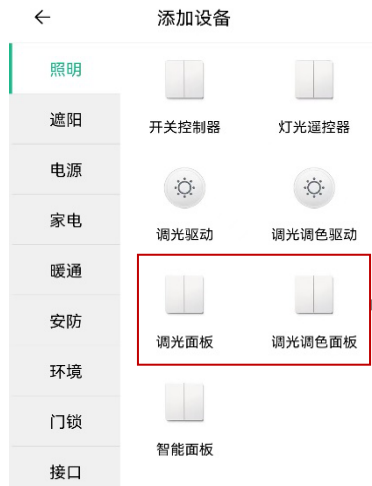 添加设备
照明
遮阳
电源
家电
暖通
安防
环境
门锁
接口
开关控制器
灯光遥控器
调光驱动
调光调色驱动
调光面板
调光调色面板
智能面板